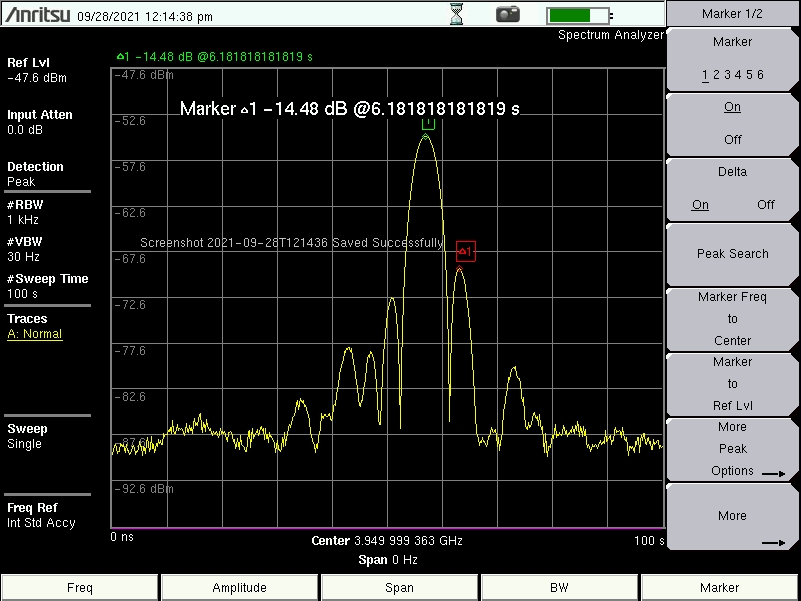 Anritsu 09/28/2021 12:14:38 pm
Spectrum Analyzer
Ref Lvl
-47.6 dBm
Input Atten
0.0 dB
Detection
Peak
#RBW
1 kHz
#VBW
30 Hz
#Sweep Time
100 s
Traces
A: Normal
Sweep
Single
Freq Ref
Int Std Accy
△1 -14.48 dB @6.181818181819 s
-47.6 dBm
Marker △1 -14.48 dB @6.181818181819 s
-52.6
1
-57.6
-62.6
Screenshot 2021-09-28T121436 Saved Successfully
△1
-67.6
-72.6
-77.6
-82.6
-87.6
-92.6 dBm
0 ns
Center 3.949 999 363 GHz
100 s
Span 0 Hz
Marker 1/2
Marker
1 2 3 4 5 6
On
Off
Delta
On Off
Peak Search
Marker Freq
to
Center
Marker
to
Ref Lvl
More
Peak
Options
More
Freq
Amplitude
Span
BW
Marker